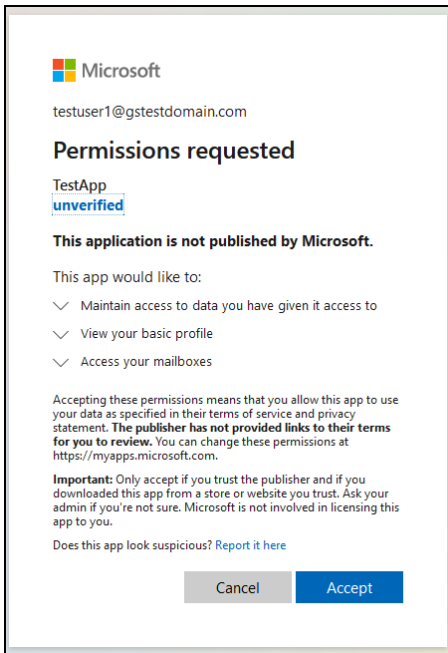 Microsoft
testuser1@gstestdomain.com
Permissions requested
TestApp
unverified
This application is not published by Microsoft.
This app would like to:
Maintain access to data you have given it access to
View your basic profile
Access your mailboxes
Accepting these permissions means that you allow this app to use
your data as specified in their terms of service and privacy
statement. The publisher has not provided links to their terms
for you to review. You can change these permissions at
https://myapps.microsoft.com.
Important: Only accept if you trust the publisher and if you
downloaded this app from a store or website you trust. Ask your
admin if you're not sure. Microsoft is not involved in licensing this
app to you.
Does this app look suspicious? Report it here
Cancel Accept